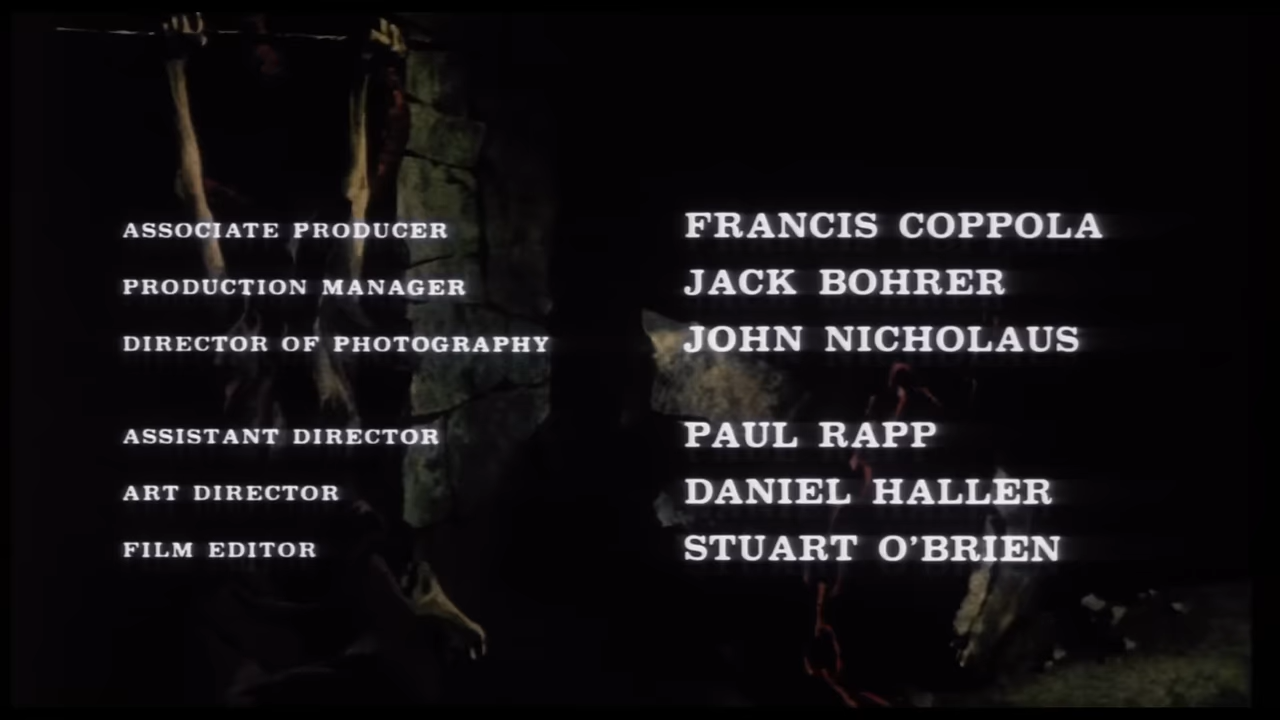 ASSOCIATE PRODUCER FRANCIS COPPOLA
PRODUCTION MANAGER JACK BOHRER
DIRECTOR OF PHOTOGRAPHY JOHN NICHOLAUS
ASSISTANT DIRECTOR PAUL RAPP
ART DIRECTOR DANIEL HALLER
FILM EDITOR STUART O'BRIEN